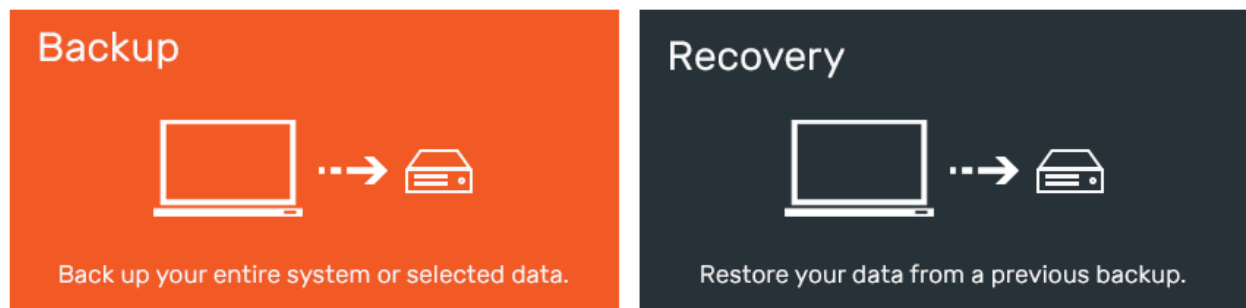 Backup
Back up your entire system or selected data.
Recovery
Restore your data from a previous backup.